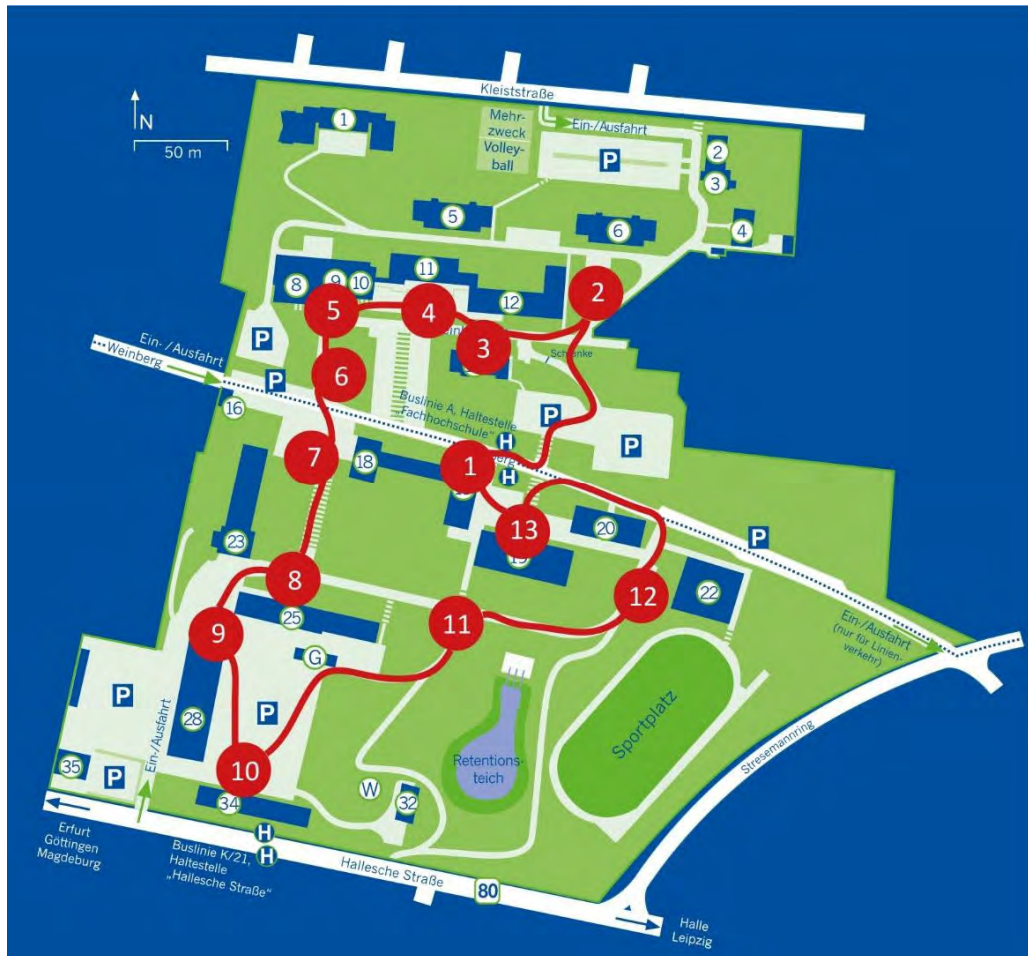 Kleiststraße
N
50 m
1
Mehr-
zweck
Volley-
ball
Ein-/Ausfahrt
P
2
3
4
5
6
8
9
10
11
12
2
5
4
3
6
P
Ein-/Ausfahrt
Weinberg
P
16
Buslinie A, Haltestelle
„Fachhochschule“
H
H
P
P
7
18
1
13
20
P
23
8
12
22
Ein-/Ausfahrt
(nur für Linien-
verkehr)
25
9
11
G
P
P
28
Sportplatz
Stresemannring
Retentions-
teich
Ein-/Ausfahrt
35
P
10
34
W
32
Erfurt
Göttingen
Magdeburg
Buslinie K/21,
Haltestelle
„Hallesche Straße“
H
H
Hallesche Straße
80
Halle
Leipzig